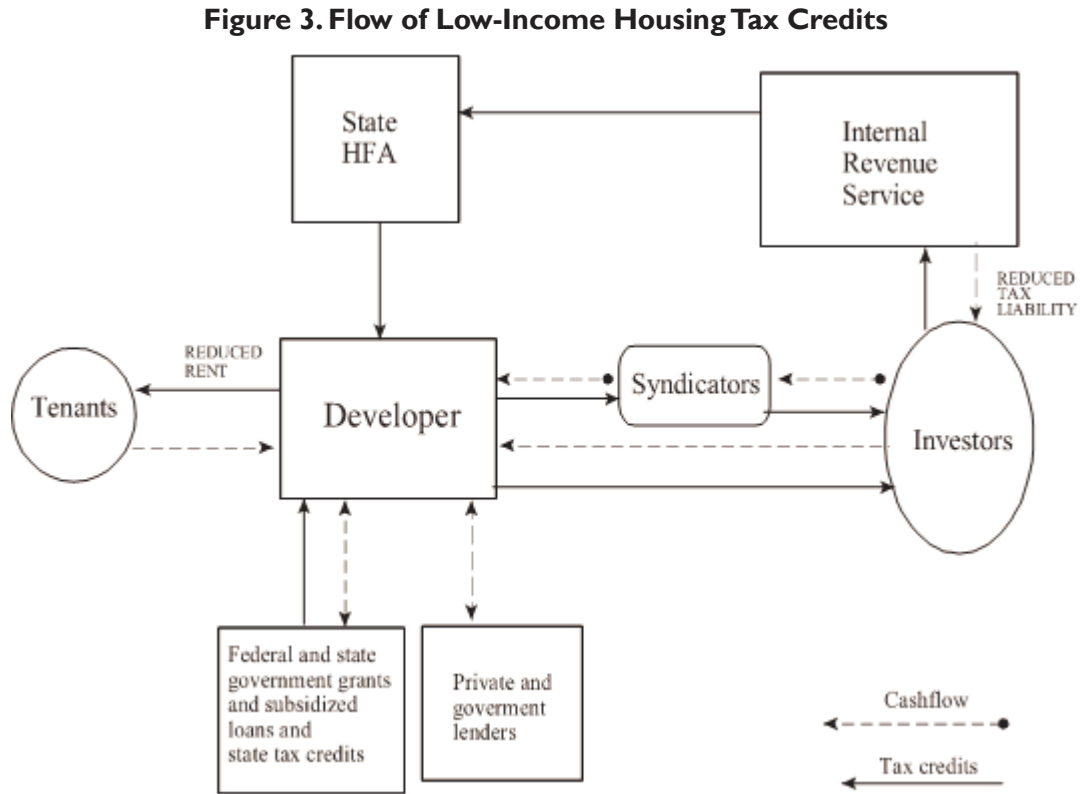 Figure 3. Flow of Low-Income Housing Tax Credits
State
HFA
Internal
Revenue
Service
REDUCED
TAX
LIABILITY
REDUCED
RENT
Tenants
Developer
Syndicators
Investors
Federal and state
government grants
and subsidized
loans and
state tax credits
Private and
goverment
lenders
Cashflow
Tax credits